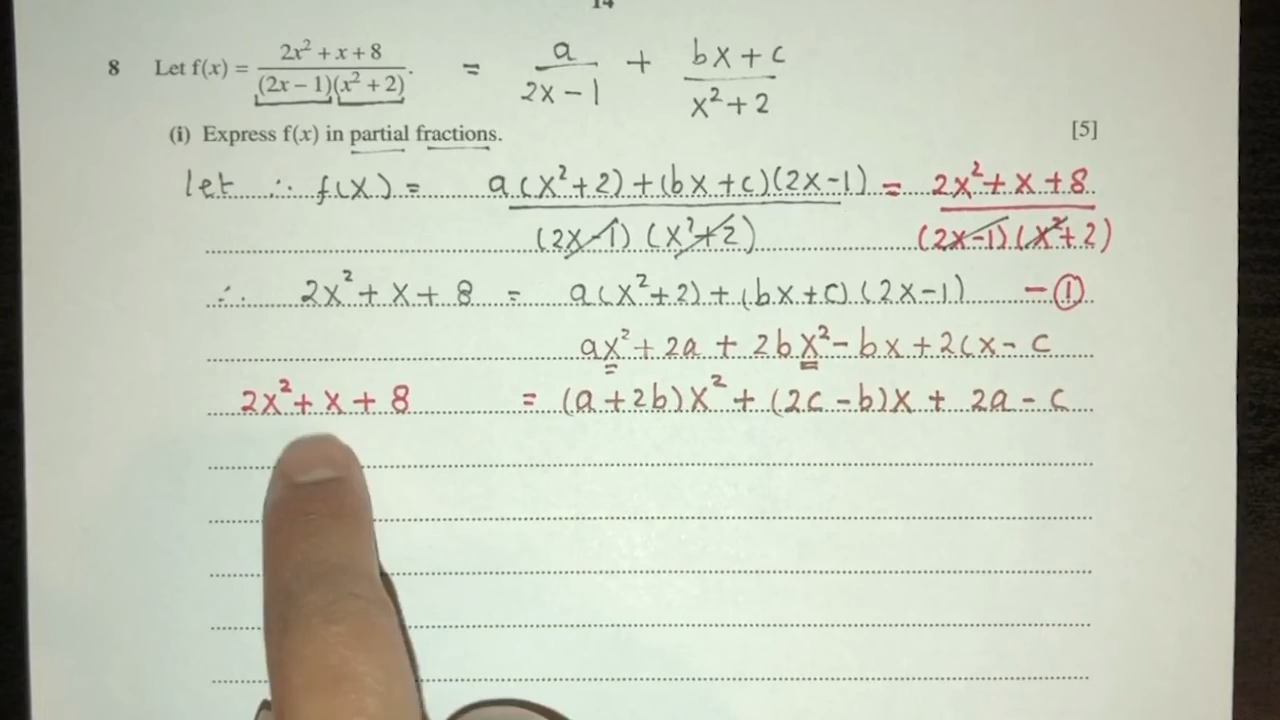 14
8 Let f(x) = (2x² + x + 8)/((2x − 1)(x² + 2)). = a/(2x − 1) + (bx + c)/(x² + 2)
(i) Express f(x) in partial fractions. [5]
let ∴ f(x) = (a(x²+2)+(bx+c)(2x−1))/((2x−1)(x²+2)) = (2x²+x+8)/((2x−1)(x²+2))
∴ 2x²+x+8 = a(x²+2)+(bx+c)(2x−1) −①
ax²+2a+2bx²−bx+2cx−c
2x²+x+8 = (a+2b)x²+(2c−b)x+2a−c